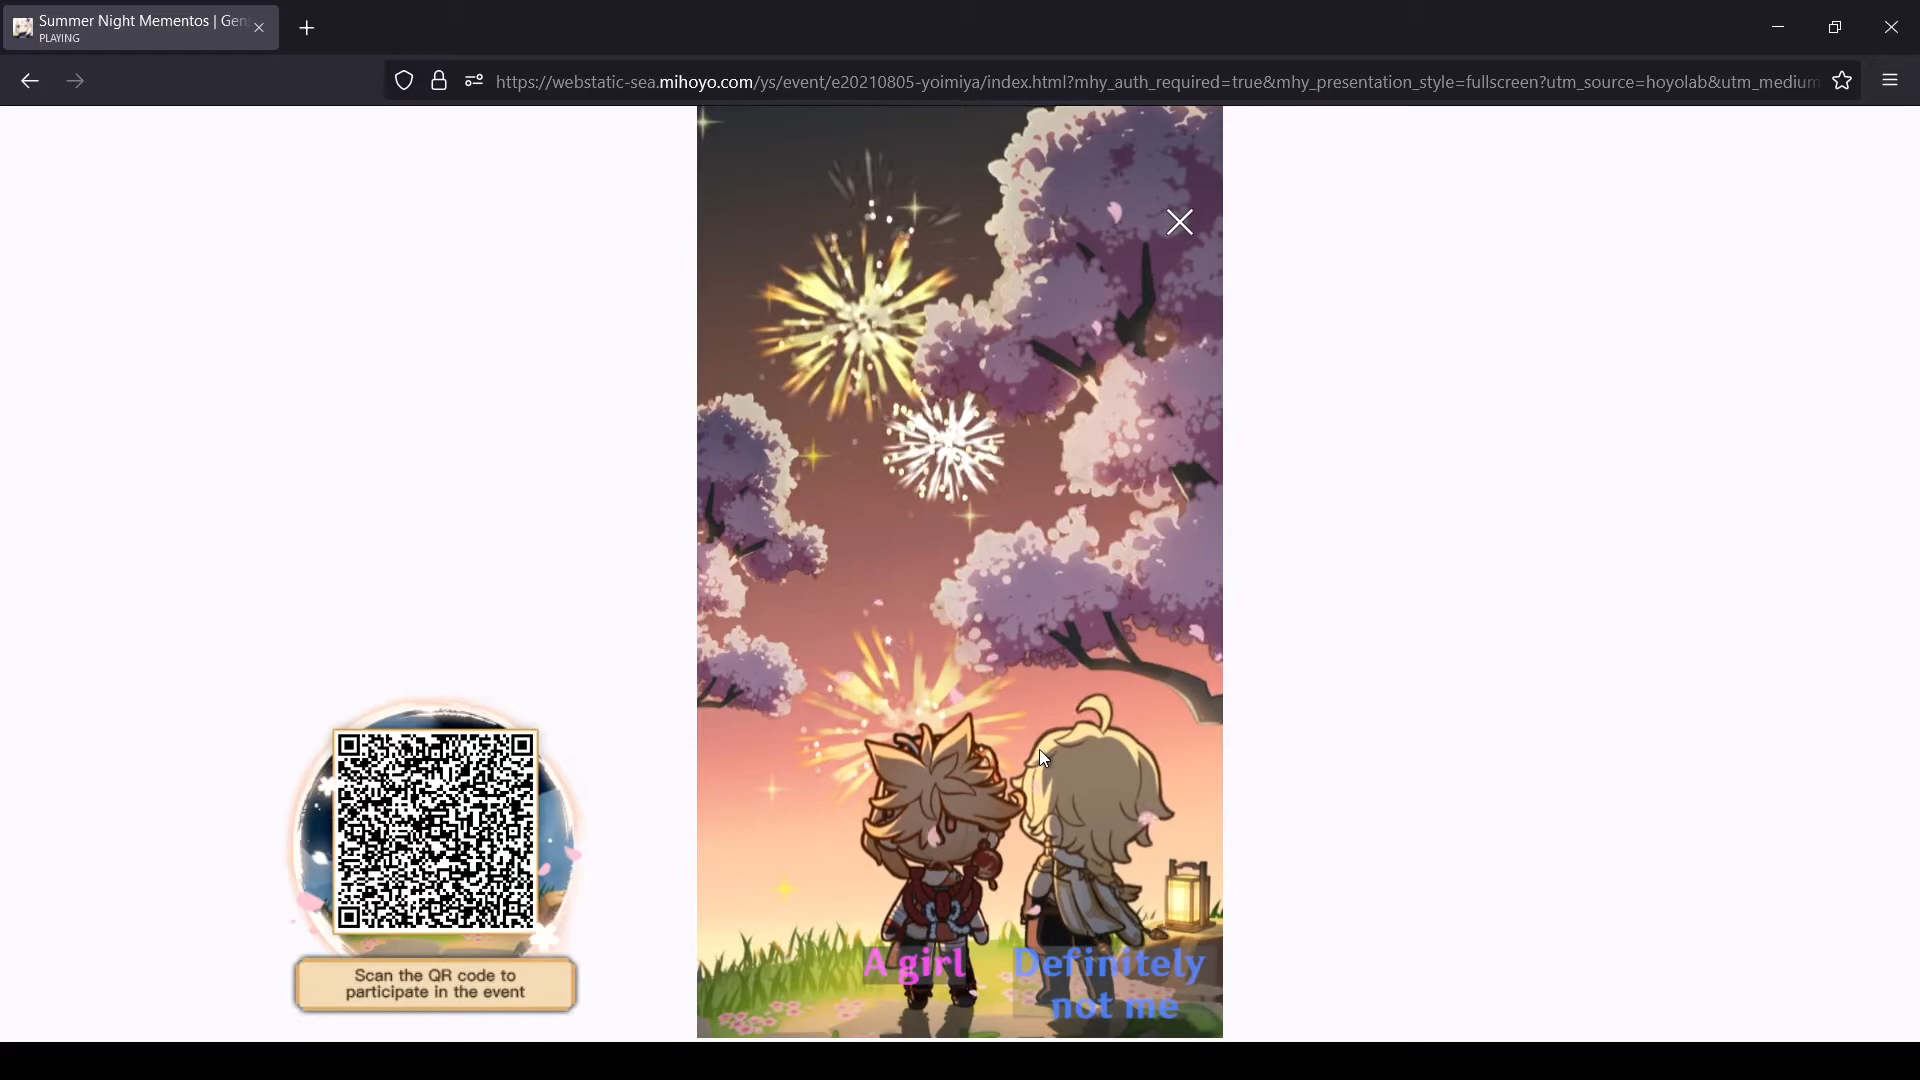 Summer Night Mementos | Gens
PLAYING
https://webstatic-sea.mihoyo.com/ys/event/e20210805-yoimiya/index.html?mhy_auth_required=true&mhy_presentation_style=fullscreen?utm_source=hoyolab&utm_medium
A girl
Definitely
not me
Scan the QR code to
participate in the event